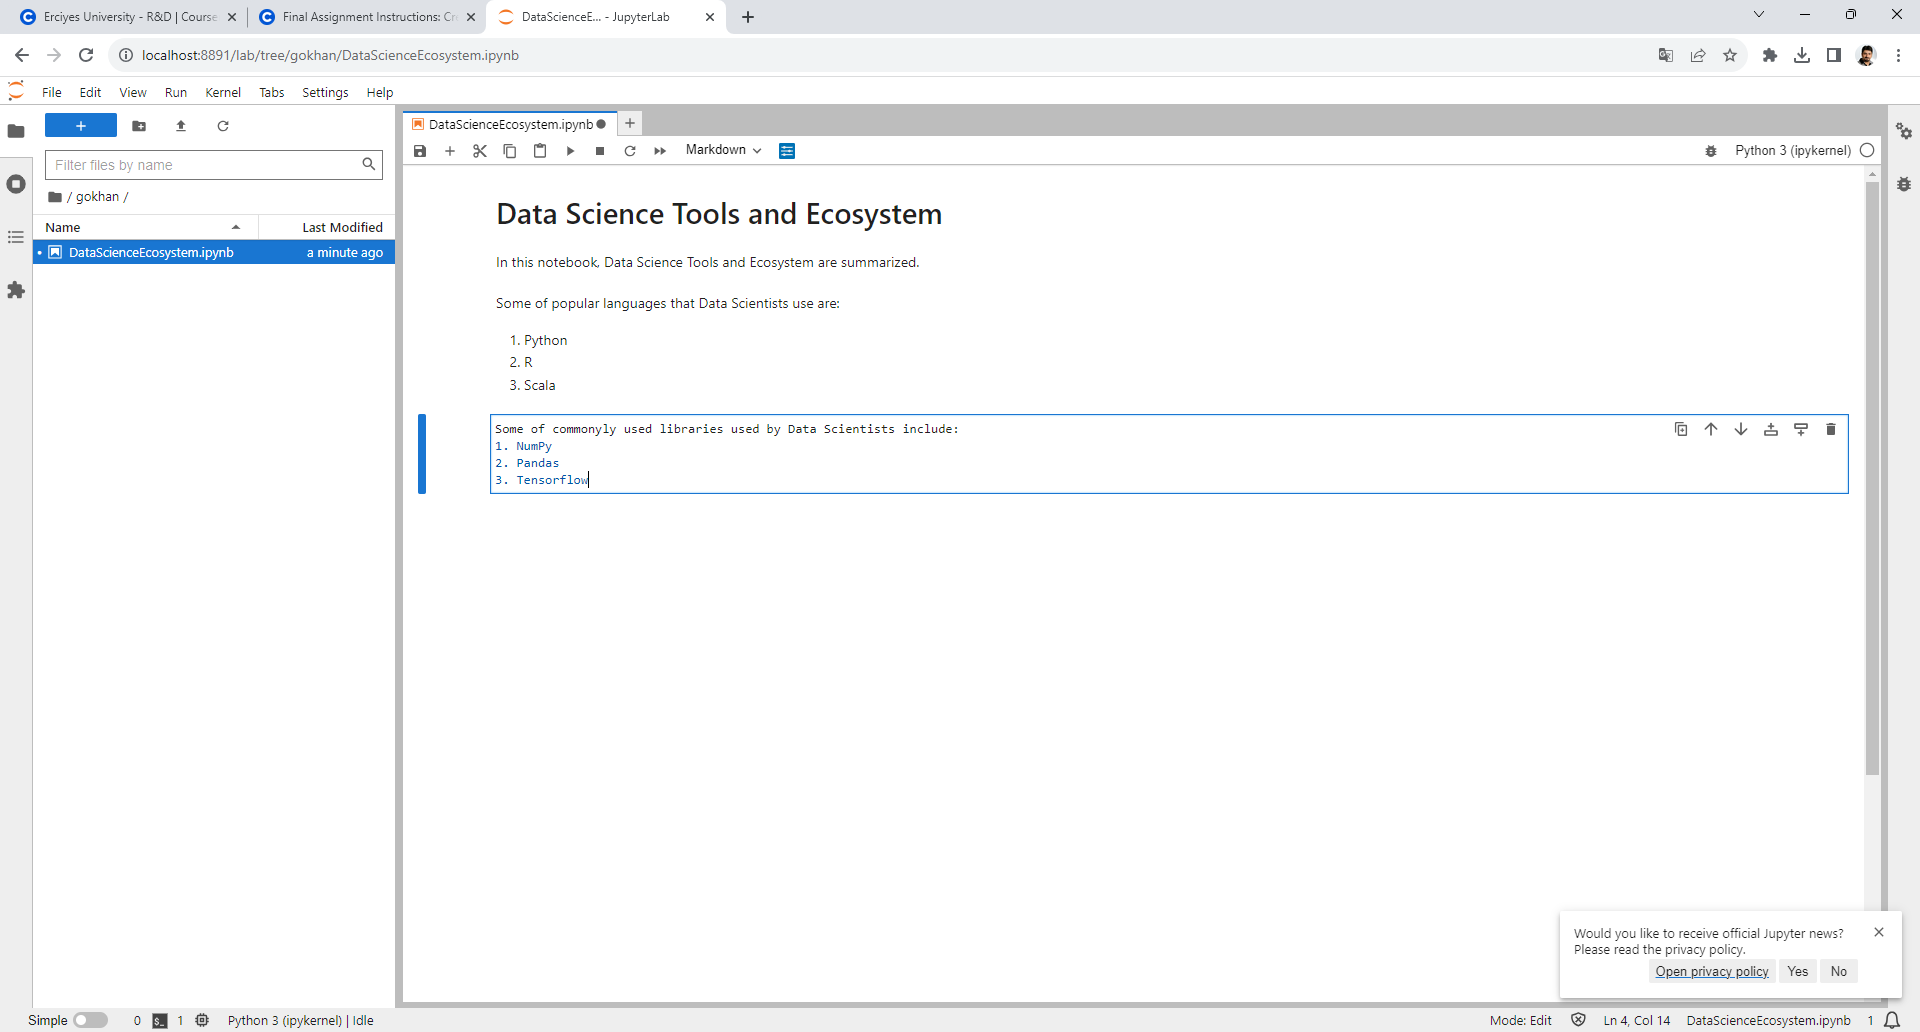 Erciyes University - R&D | Course
Final Assignment Instructions: Cr
DataScienceE... - JupyterLab
localhost:8891/lab/tree/gokhan/DataScienceEcosystem.ipynb
File Edit View Run Kernel Tabs Settings Help
+
Filter files by name
/ gokhan /
Name Last Modified
DataScienceEcosystem.ipynb a minute ago
DataScienceEcosystem.ipynb
Markdown
Python 3 (ipykernel)
Data Science Tools and Ecosystem
In this notebook, Data Science Tools and Ecosystem are summarized.
Some of popular languages that Data Scientists use are:
1. Python
2. R
3. Scala
Some of commonyly used libraries used by Data Scientists include:
1. NumPy
2. Pandas
3. Tensorflow
Would you like to receive official Jupyter news?
Please read the privacy policy.
Open privacy policy Yes No
Simple 0 $_ 1 Python 3 (ipykernel) | Idle
Mode: Edit Ln 4, Col 14 DataScienceEcosystem.ipynb 1